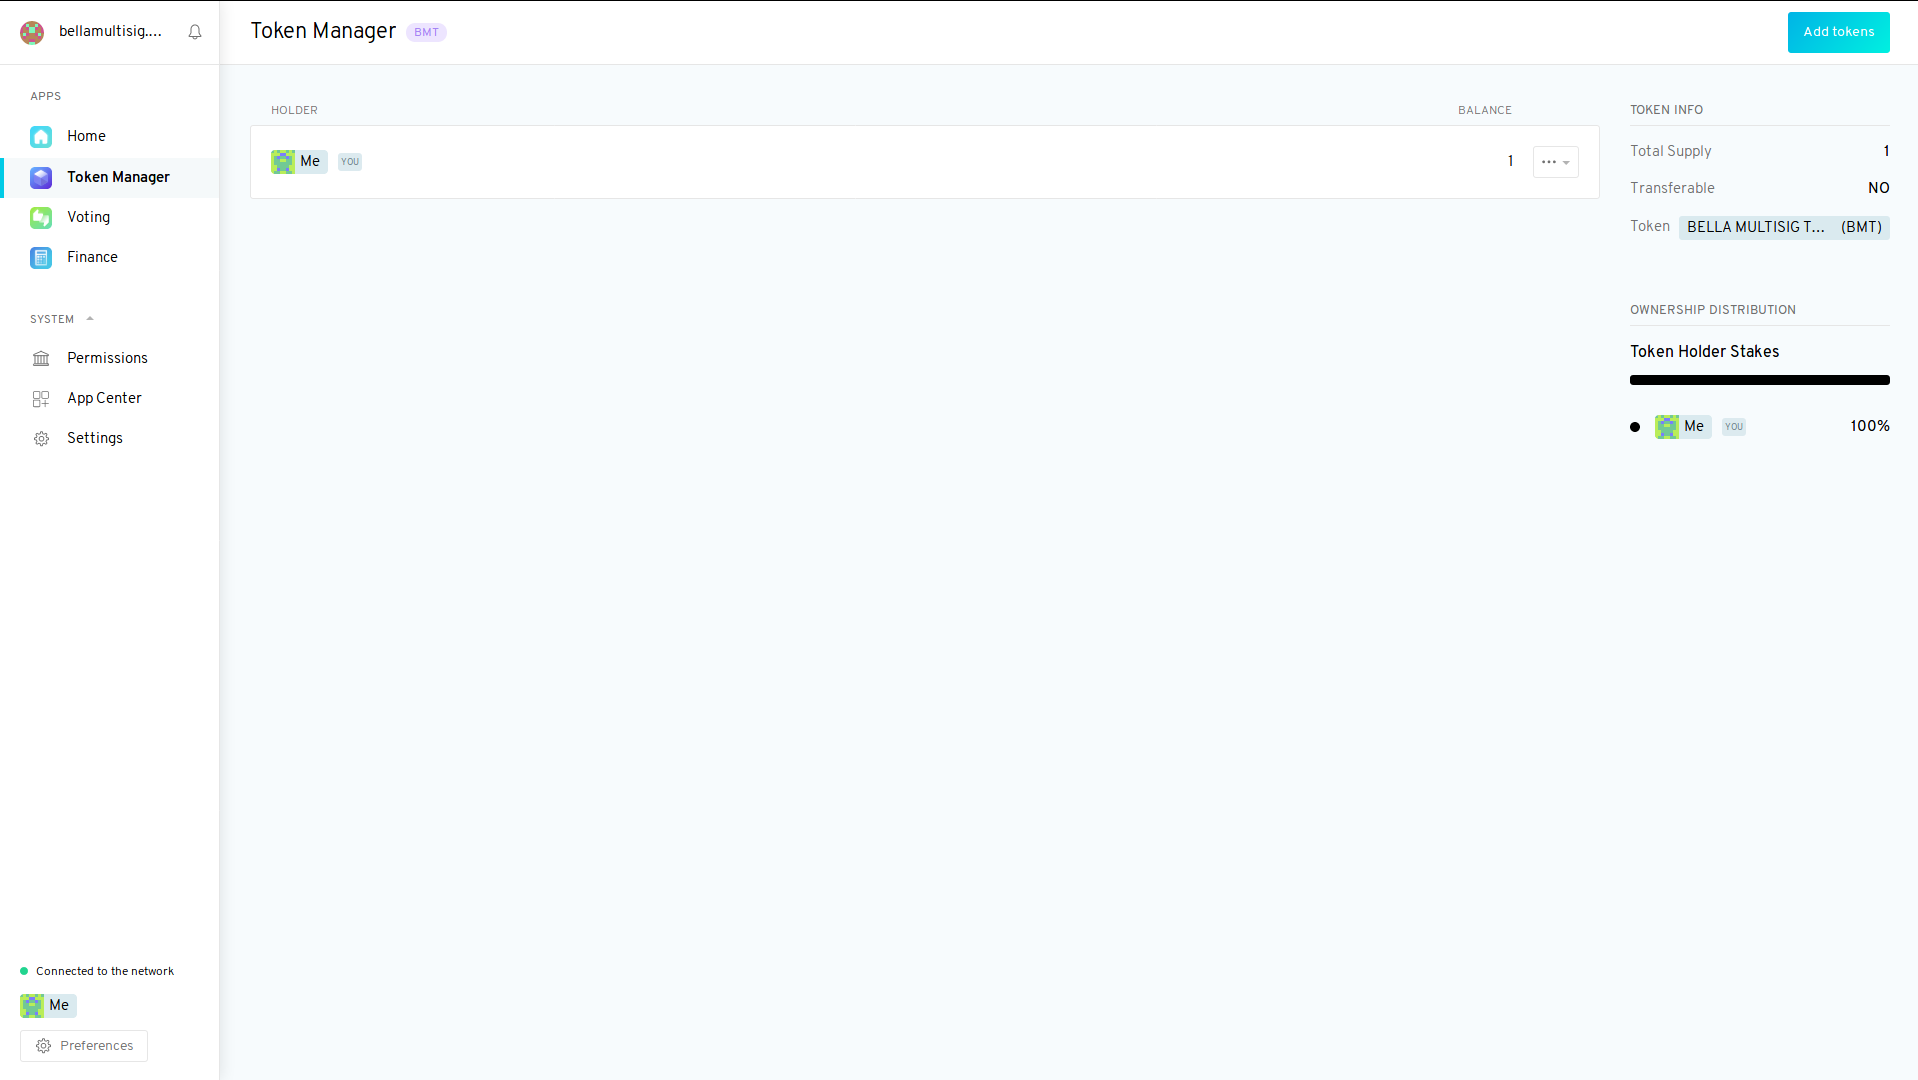 bellamultisig....
Token Manager BMT
Add tokens
APPS
Home
Token Manager
Voting
Finance
SYSTEM
Permissions
App Center
Settings
Connected to the network
Me
Preferences
HOLDER BALANCE
Me YOU 1
TOKEN INFO
Total Supply 1
Transferable NO
Token BELLA MULTISIG T... (BMT)
OWNERSHIP DISTRIBUTION
Token Holder Stakes
Me YOU 100%